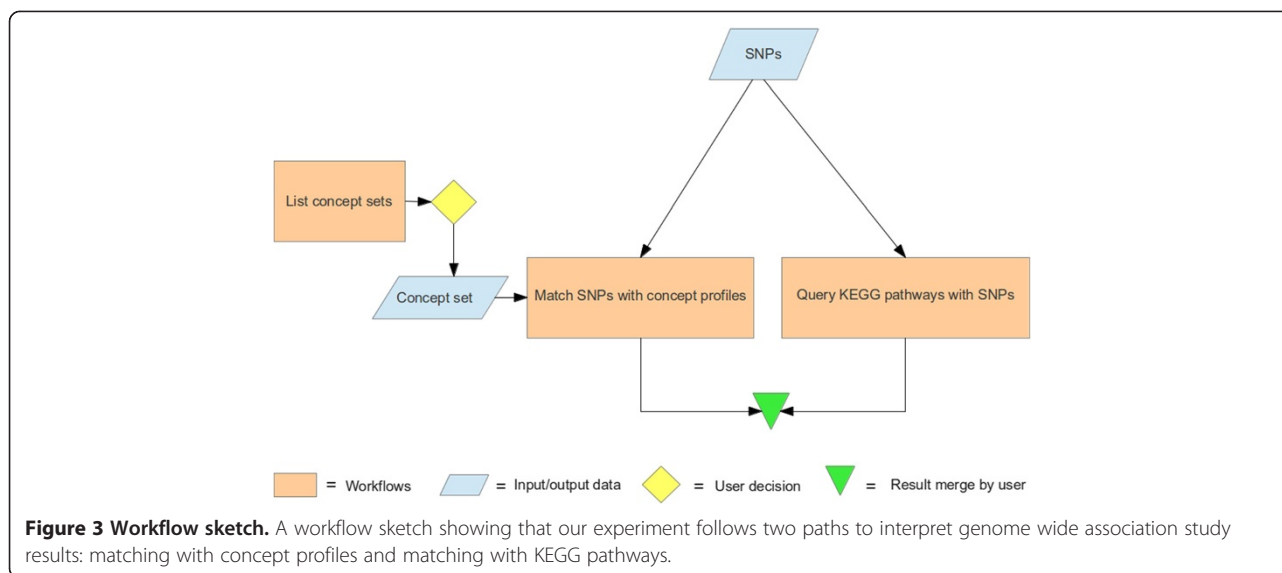 SNPs
List concept sets
Concept set
Match SNPs with concept profiles
Query KEGG pathways with SNPs
= Workflows
= Input/output data
= User decision
= Result merge by user
Figure 3 Workflow sketch. A workflow sketch showing that our experiment follows two paths to interpret genome wide association study
results: matching with concept profiles and matching with KEGG pathways.